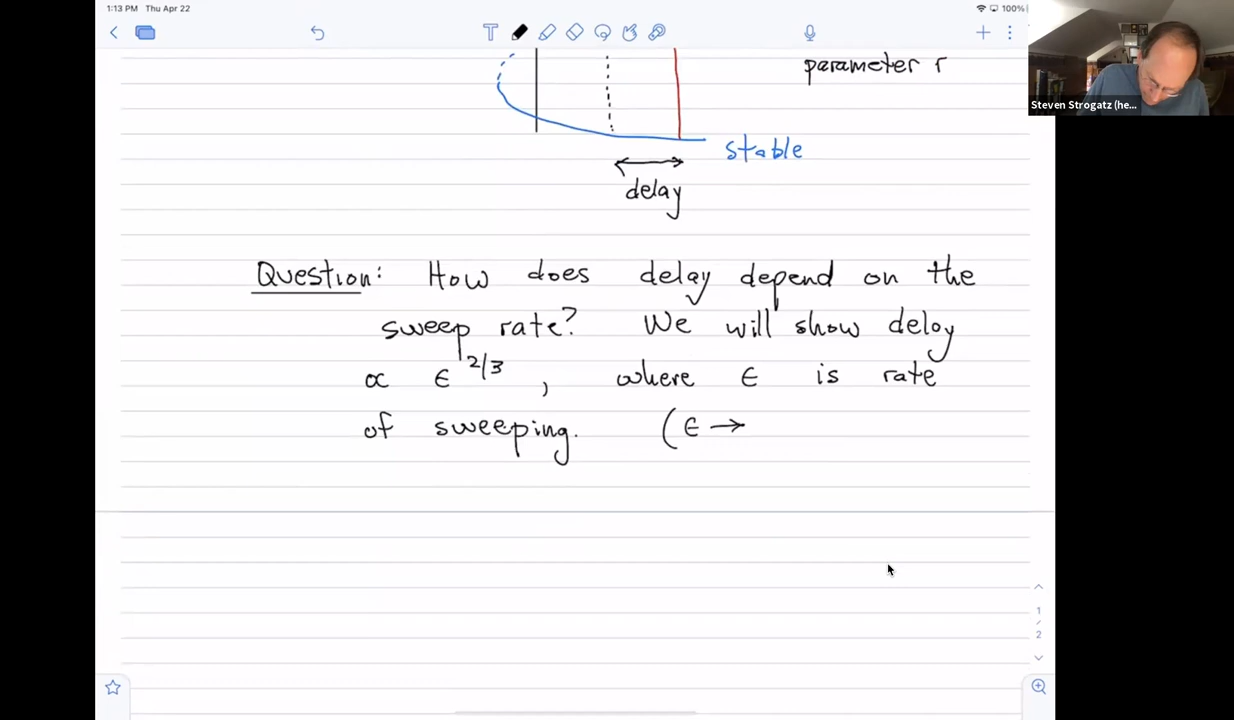 1:13 PM Thu Apr 22
100%
parameter r
Steven Strogatz (he...
stable
delay
Question: How does delay depend on the
sweep rate? We will show delay
∝ ϵ^2/3, where ϵ is rate
of sweeping. (ϵ →
1
/
2